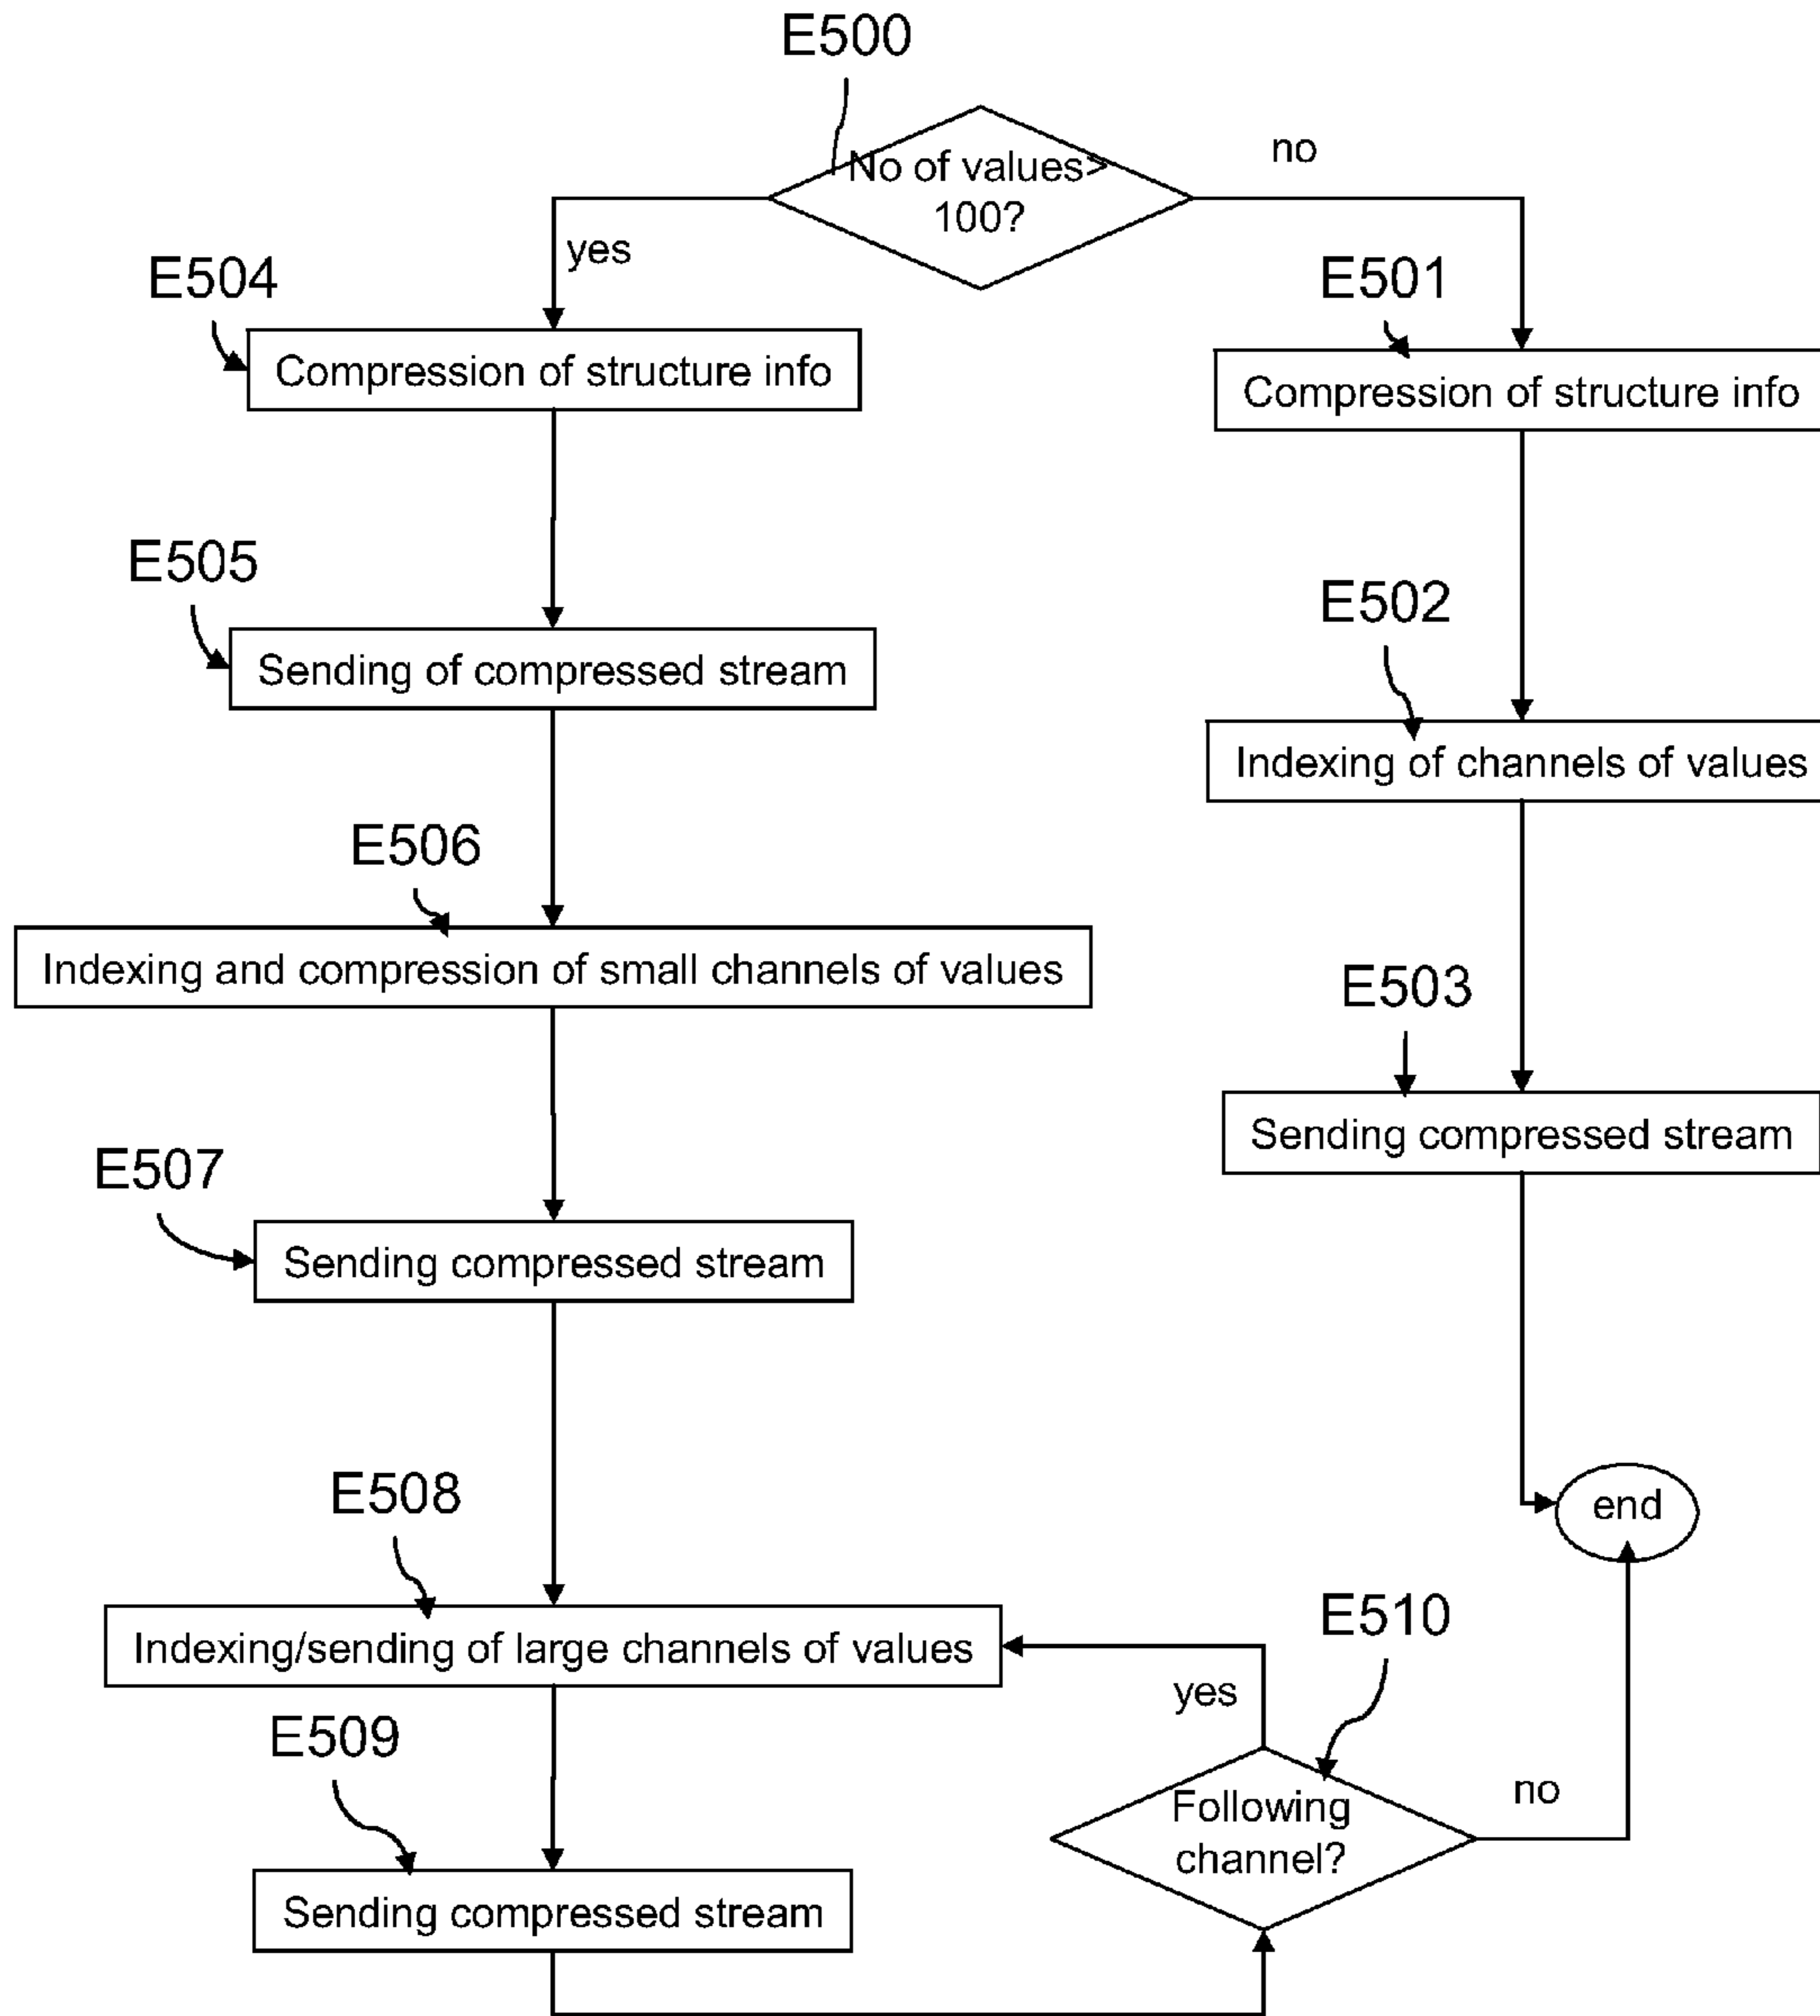 E500
No of values>
100?
no
yes
E504
E501
Compression of structure info
Compression of structure info
E505
E502
Sending of compressed stream
Indexing of channels of values
E506
Indexing and compression of small channels of values
E503
Sending compressed stream
E507
Sending compressed stream
E508
end
Indexing/sending of large channels of values
E510
yes
E509
Following
channel?
no
Sending compressed stream